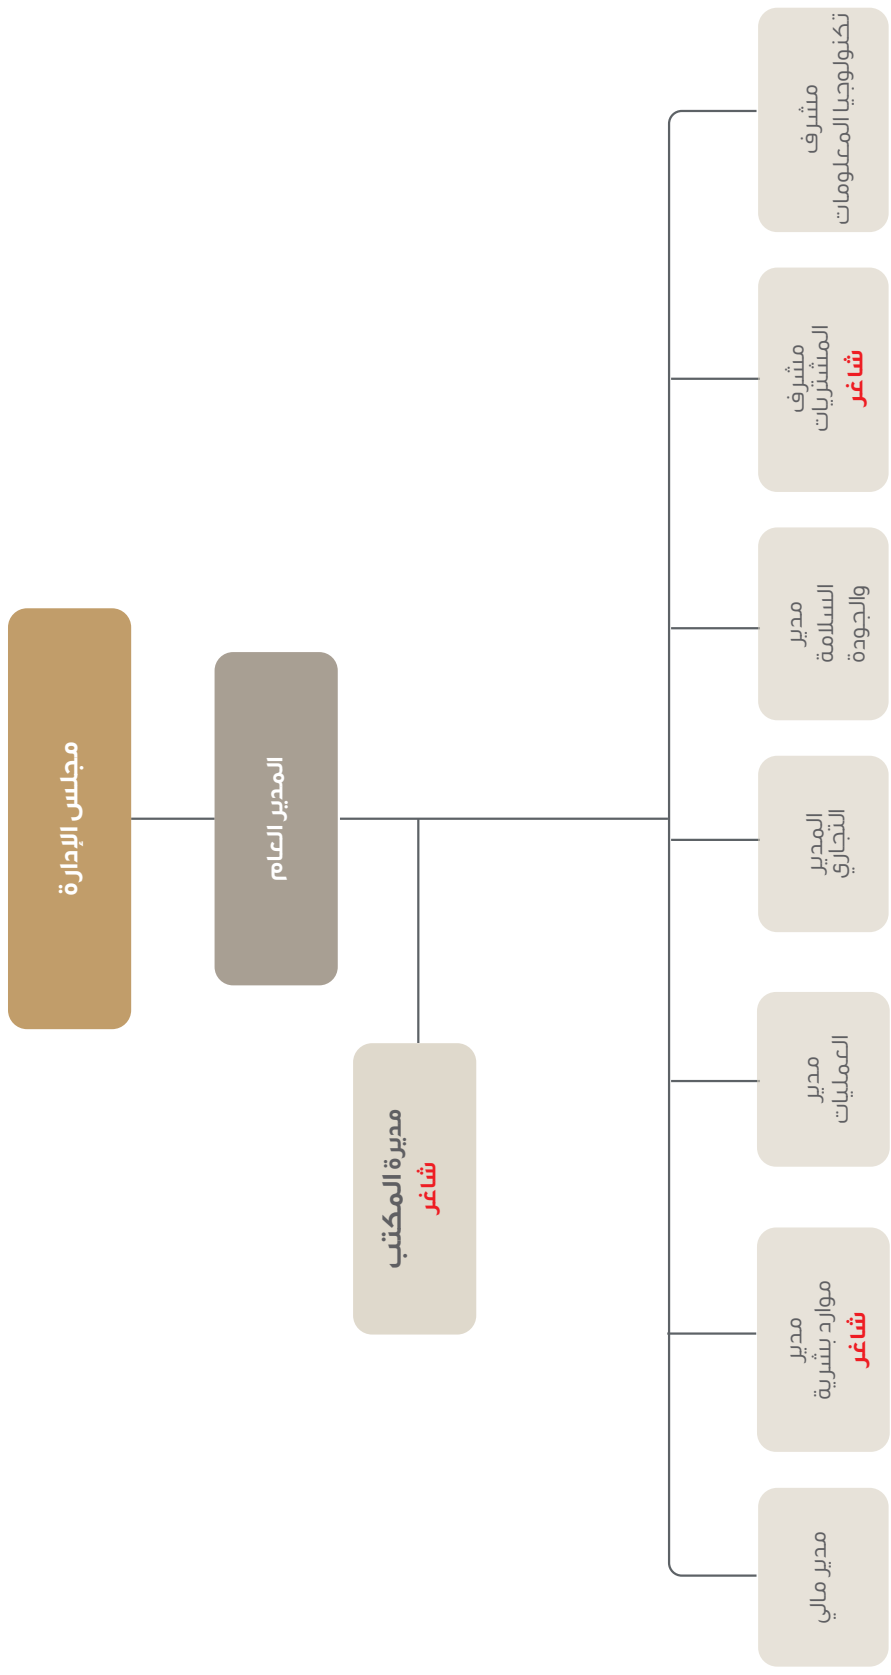 مجلس الإدارة
المدير العام
مديرة المكتب
شاغر
مشرف
تكنولوجيا المعلومات
مشرف
المشتريات
شاغر
مدير
السلامة
والجودة
المدير
التجاري
مدير
العمليات
مدير
موارد بشرية
شاغر
مدير مالي